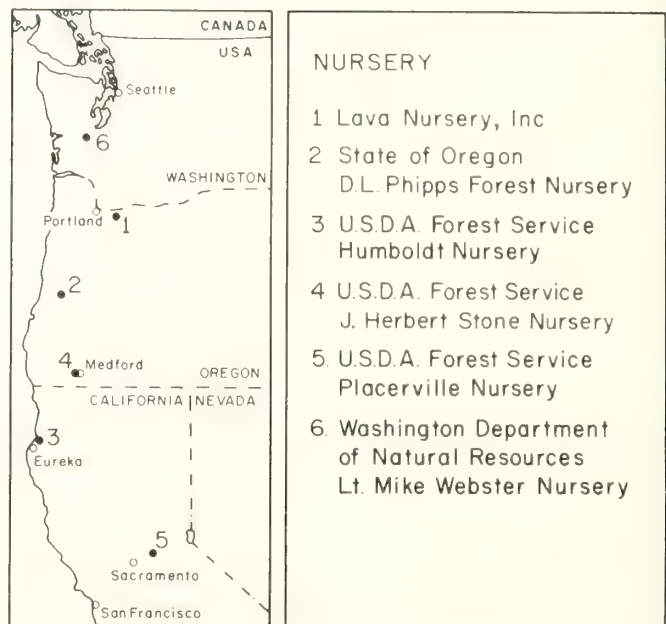 CANADA
USA
Seattle
6
WASHINGTON
Portland
1
2
4
Medford
OREGON
CALIFORNIA
NEVADA
3
Eureka
5
Sacramento
San Francisco
NURSERY
1 Lava Nursery, Inc
2 State of Oregon
D.L. Phipps Forest Nursery
3 U.S.D.A. Forest Service
Humboldt Nursery
4 U.S.D.A. Forest Service
J. Herbert Stone Nursery
5. U.S.D.A. Forest Service
Placerville Nursery
6. Washington Department
of Natural Resources
Lt. Mike Webster Nursery